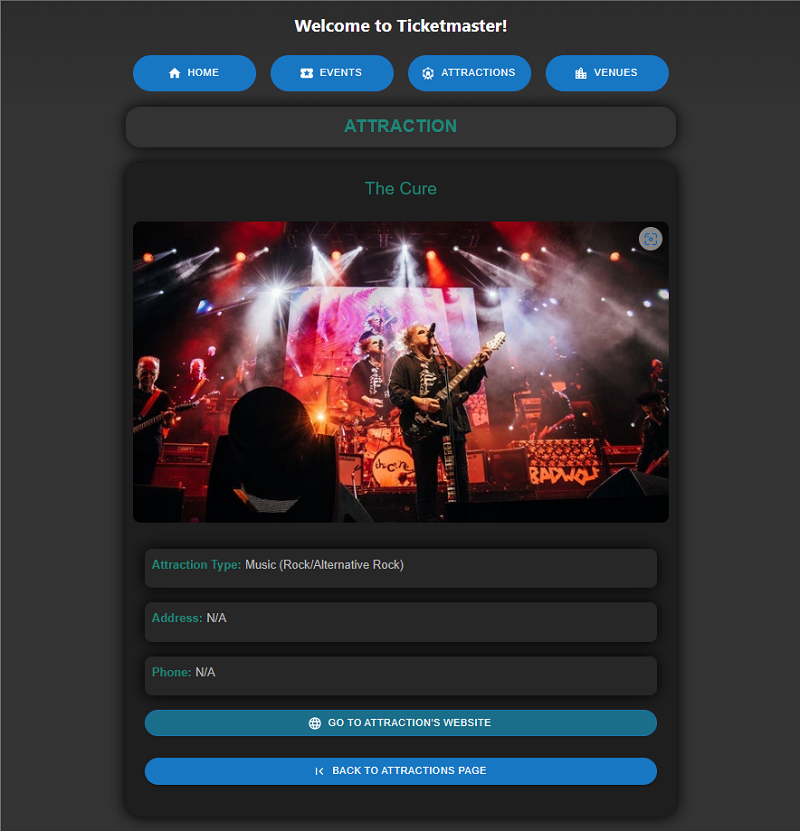 Welcome to Ticketmaster!
HOME
EVENTS
ATTRACTIONS
VENUES
ATTRACTION
The Cure
the Cure
BADWOLF
Attraction Type: Music (Rock/Alternative Rock)
Address: N/A
Phone: N/A
GO TO ATTRACTION'S WEBSITE
BACK TO ATTRACTIONS PAGE